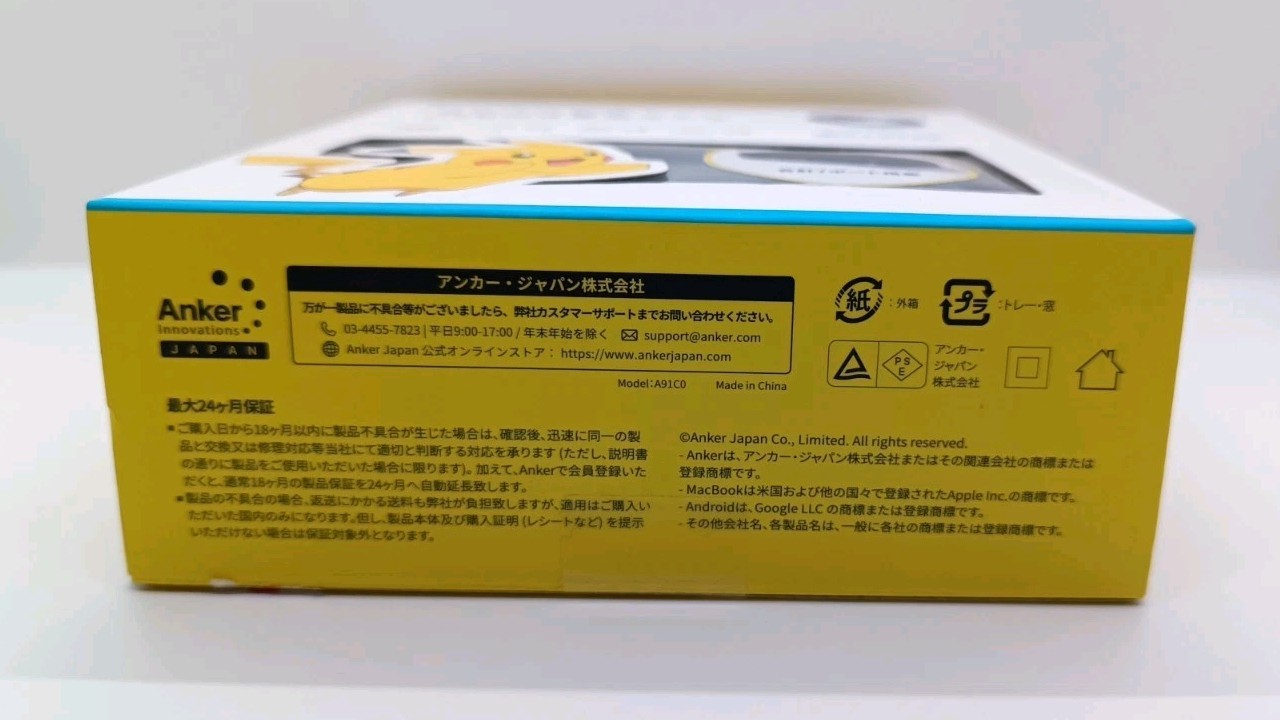 Anker
Innovations
JAPAN
アンカー・ジャパン株式会社
万が一製品に不具合等がございましたら、弊社カスタマーサポートまでお問い合わせください。
03-4455-7823 | 平日9:00-17:00 / 年末年始を除く support@anker.com
Anker Japan 公式オンラインストア : https://www.ankerjapan.com
Model:A91C0 Made in China
紙 : 外箱
プラ :トレー・窓
PS
E
アンカー・
ジャパン
株式会社
最大24ヶ月保証
*ご購入日から18ヶ月以内に製品不具合が生じた場合は、確認後、迅速に同一の製
品と交換又は修理対応等当社にて適切と判断する対応を承ります (ただし、説明書
の通りに製品をご使用いただいた場合に限ります)。加えて、Ankerで会員登録いた
だくと、通常18ヶ月の製品保証を24ヶ月へ自動延長致します。
*製品の不具合の場合、返送にかかる送料も弊社が負担致しますが、適用はご購入い
ただいた国内のみになります。但し、製品本体及び購入証明 (レシートなど) を提示
いただけない場合は保証対象外となります。
©Anker Japan Co., Limited. All rights reserved.
- Ankerは、アンカー・ジャパン株式会社またはその関連会社の商標または
登録商標です。
- MacBookは米国および他の国々で登録されたApple Inc.の商標です。
- Androidは、Google LLC の商標または登録商標です。
- その他会社名、各製品名は、一般に各社の商標または登録商標です。